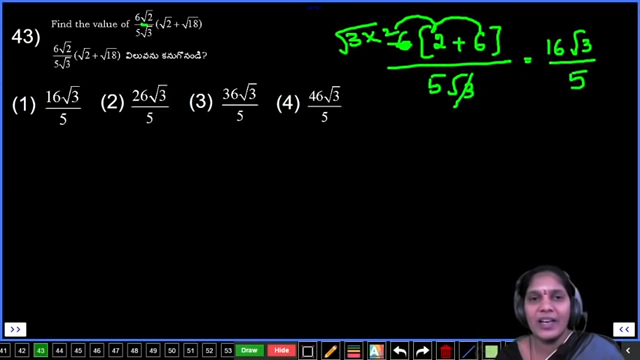 43) Find the value of 6√2/5√3 (√2 + √18)
6√2/5√3 (√2 + √18) విలువను కనుగొనండి?
(1) 16√3/5 (2) 26√3/5 (3) 36√3/5 (4) 46√3/5
√3 × 2 6 [2 + 6] / 5√3 = 16√3/5
>> 41 42 43 44 45 46 47 48 49 50 51 52 53 Draw Hide <<